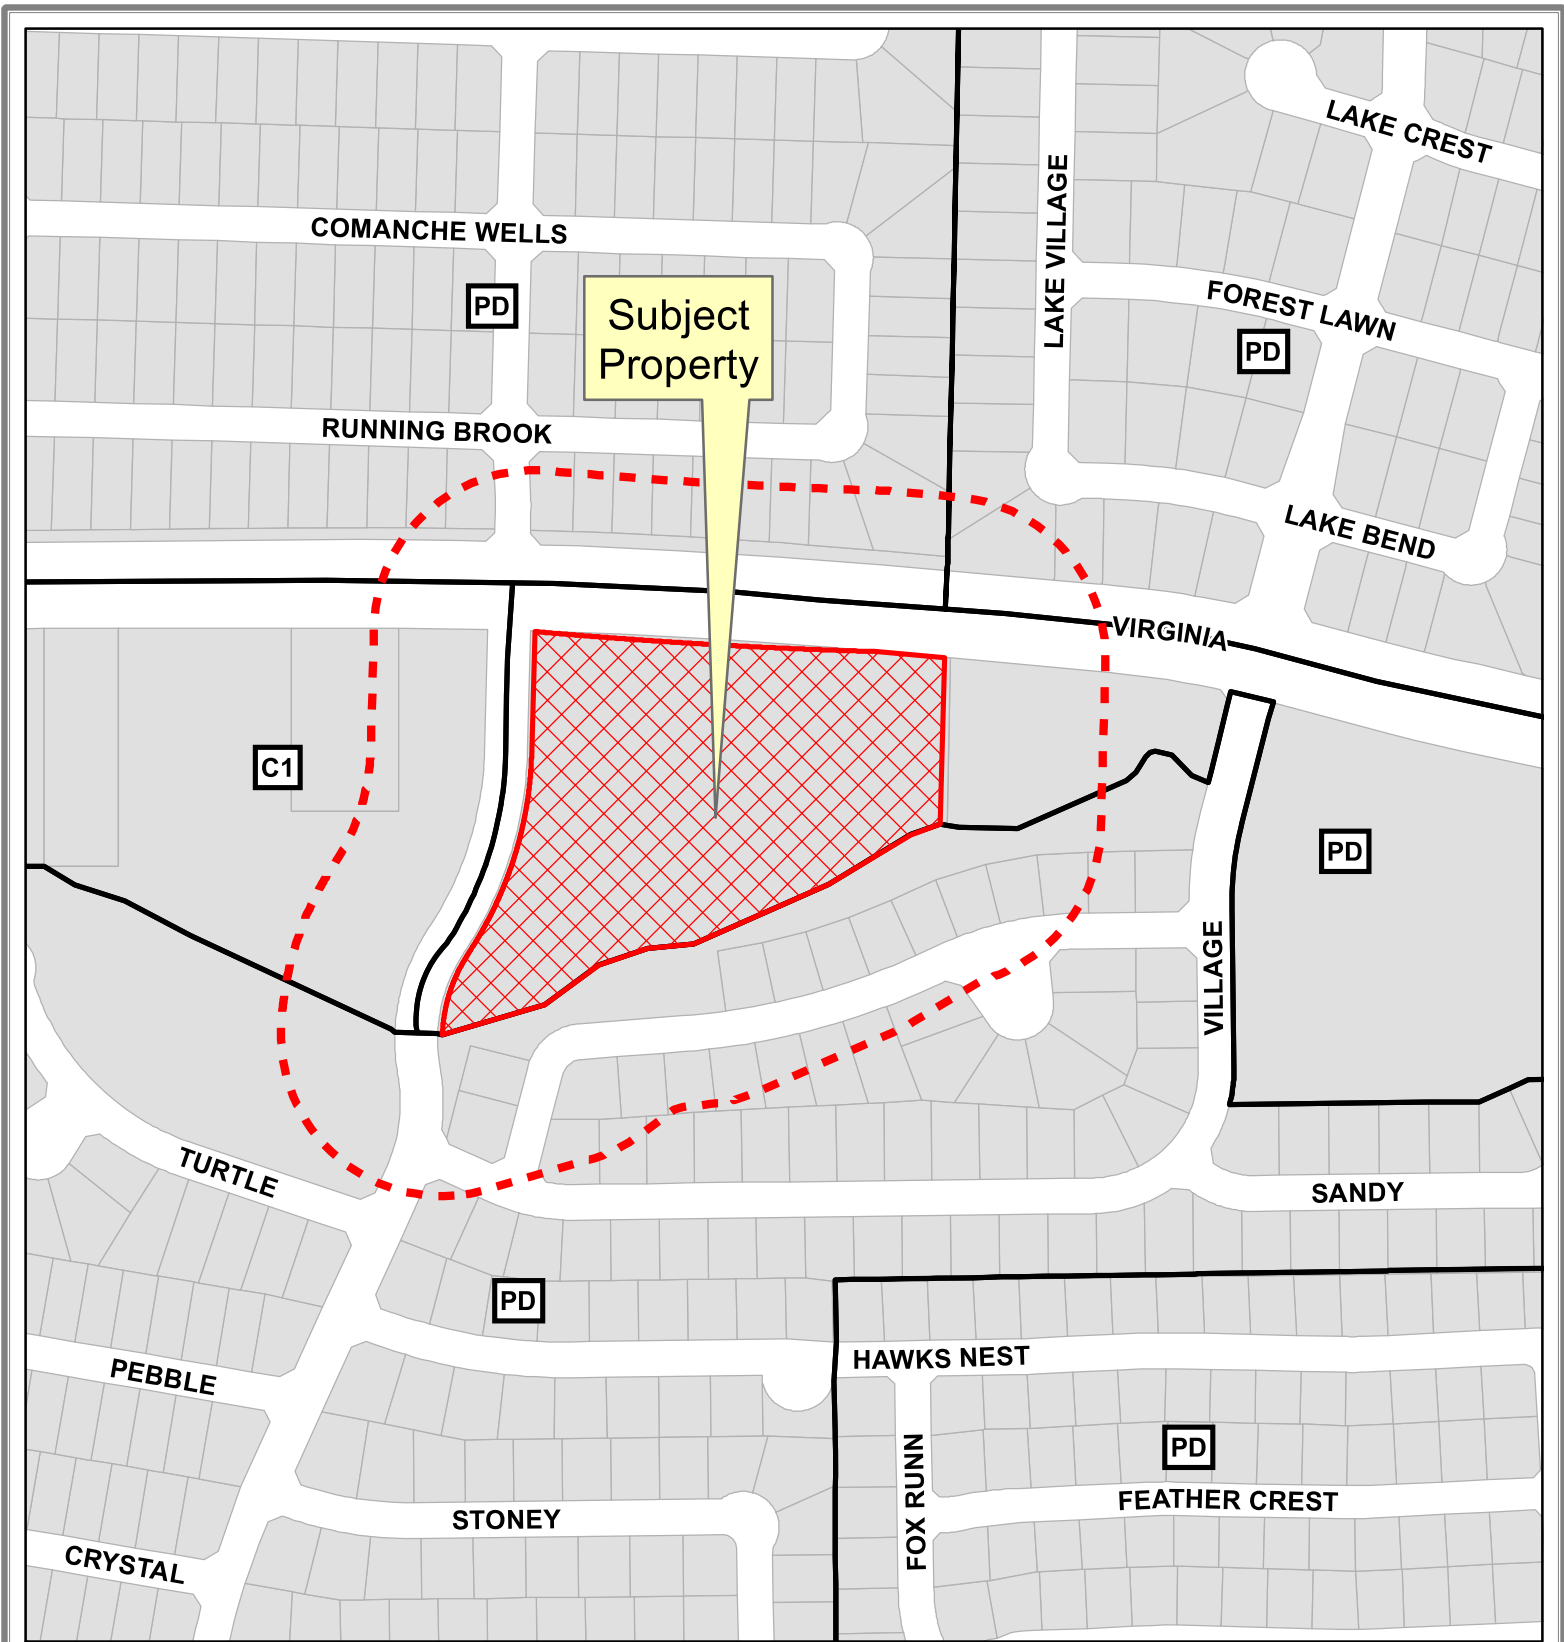 LAKE CREST
LAKE VILLAGE
COMANCHE WELLS
PD
FOREST LAWN
Subject
Property
PD
RUNNING BROOK
LAKE BEND
VIRGINIA
C1
PD
VILLAGE
TURTLE
SANDY
PD
HAWKS NEST
PEBBLE
PD
FOX RUNN
FEATHER CREST
STONEY
CRYSTAL